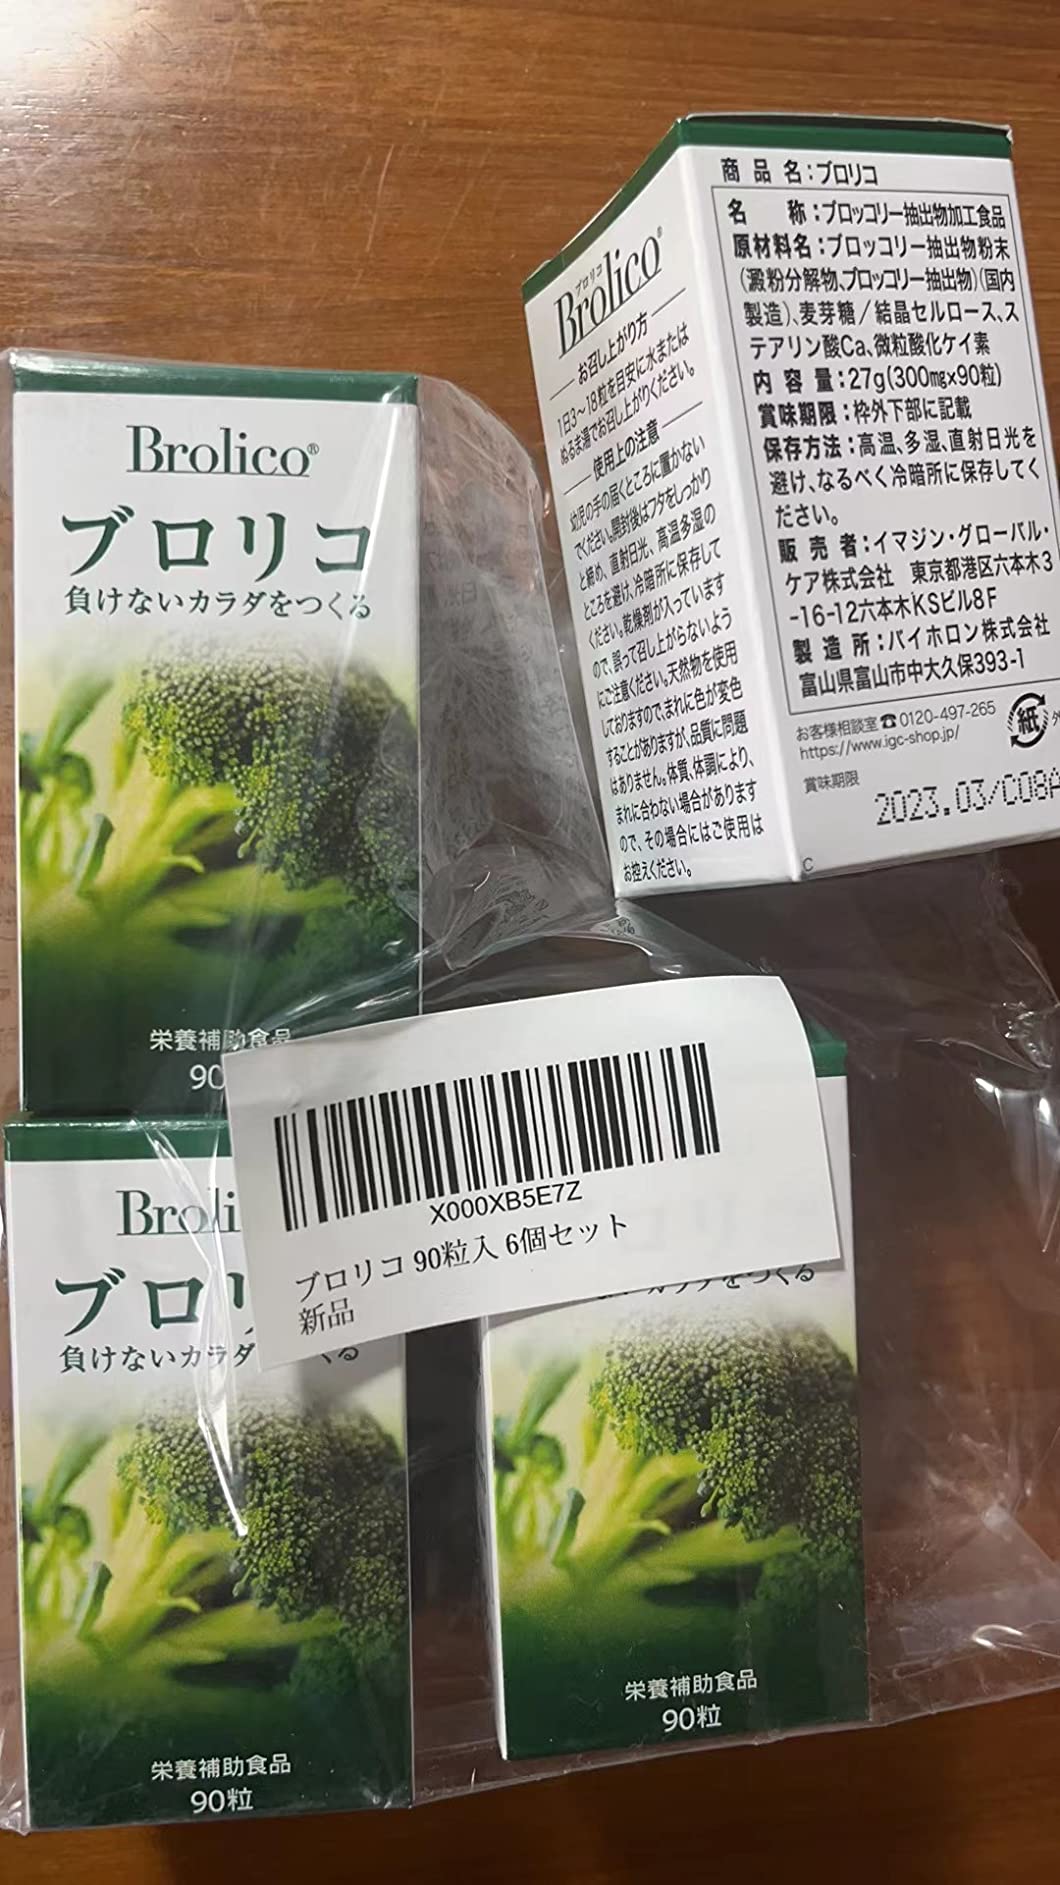 Brolico®
ブロリコ
負けないカラダをつくる
栄養補助食品
90
ブロリコ
Brolico®
お召し上がり方
1日3～18粒を目安に水または
ぬるま湯でお召し上がりください。
使用上の注意
幼児の手の届くところに置かない
でください。開封後はフタをしっかり
と締め、直射日光、高温多湿の
ところを避け、冷暗所に保存して
ください。乾燥剤が入っています
ので、誤って召し上がらないよう
にご注意ください。天然物を使用
しておりますので、まれに色が変色
することがありますが、品質に問題
はありません。体質、体調により、
まれに合わない場合があります
ので、その場合にはご使用は
お控えください。
商品名：ブロリコ
名称：ブロッコリー抽出物加工食品
原材料名：ブロッコリー抽出物粉末
(澱粉分解物、ブロッコリー抽出物)(国内
製造)、麦芽糖／結晶セルロース、ス
テアリン酸Ca、微粒酸化ケイ素
内容量：27g(300mg×90粒)
賞味期限：枠外下部に記載
保存方法：高温、多湿、直射日光を
避け、なるべく冷暗所に保存してく
ださい。
販売者：イマジン・グローバル・
ケア株式会社 東京都港区六本木3
-16-12六本木KSビル8F
製造所：バイホロン株式会社
富山県富山市中大久保393-1
お客様相談室☎0120-497-265
https://www.igc-shop.jp/
紙
賞味期限
2023.03/C08A
C
X000XB5E7Z
ブロリコ 90粒入 6個セット
新品
Broli
ブロリ
負けないカラダ
くる
栄養補助食品
90粒
カラダをつくる
栄養補助食品
90粒